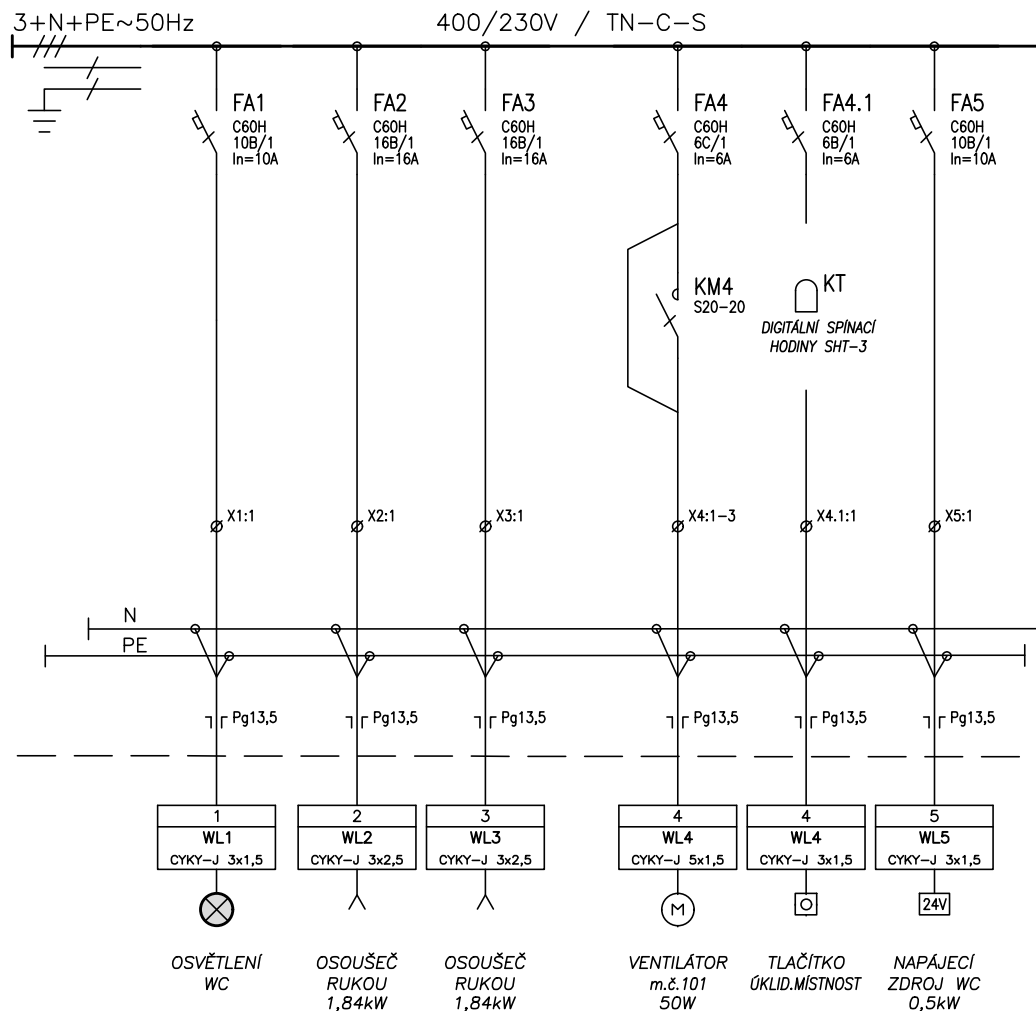 3+N+PE~50Hz
400/230V / TN-C-S
FA1
C60H
10B/1
In=10A
FA2
C60H
16B/1
In=16A
FA3
C60H
16B/1
In=16A
FA4
C60H
6C/1
In=6A
FA4.1
C60H
6B/1
In=6A
FA5
C60H
10B/1
In=10A
KM4
S20-20
KT
DIGITÁLNÍ SPÍNACÍ
HODINY SHT-3
X1:1
X2:1
X3:1
X4:1-3
X4.1:1
X5:1
N
PE
Pg13,5
Pg13,5
Pg13,5
Pg13,5
Pg13,5
Pg13,5
1
WL1
CYKY-J 3x1,5
2
WL2
CYKY-J 3x2,5
3
WL3
CYKY-J 3x2,5
4
WL4
CYKY-J 5x1,5
4
WL4
CYKY-J 3x1,5
5
WL5
CYKY-J 3x1,5
M
24V
OSVĚTLENÍ
WC
OSOUŠEČ
RUKOU
1,84kW
OSOUŠEČ
RUKOU
1,84kW
VENTILÁTOR
m.č.101
50W
TLAČÍTKO
ÚKLID.MÍSTNOST
NAPÁJECÍ
ZDROJ WC
0,5kW